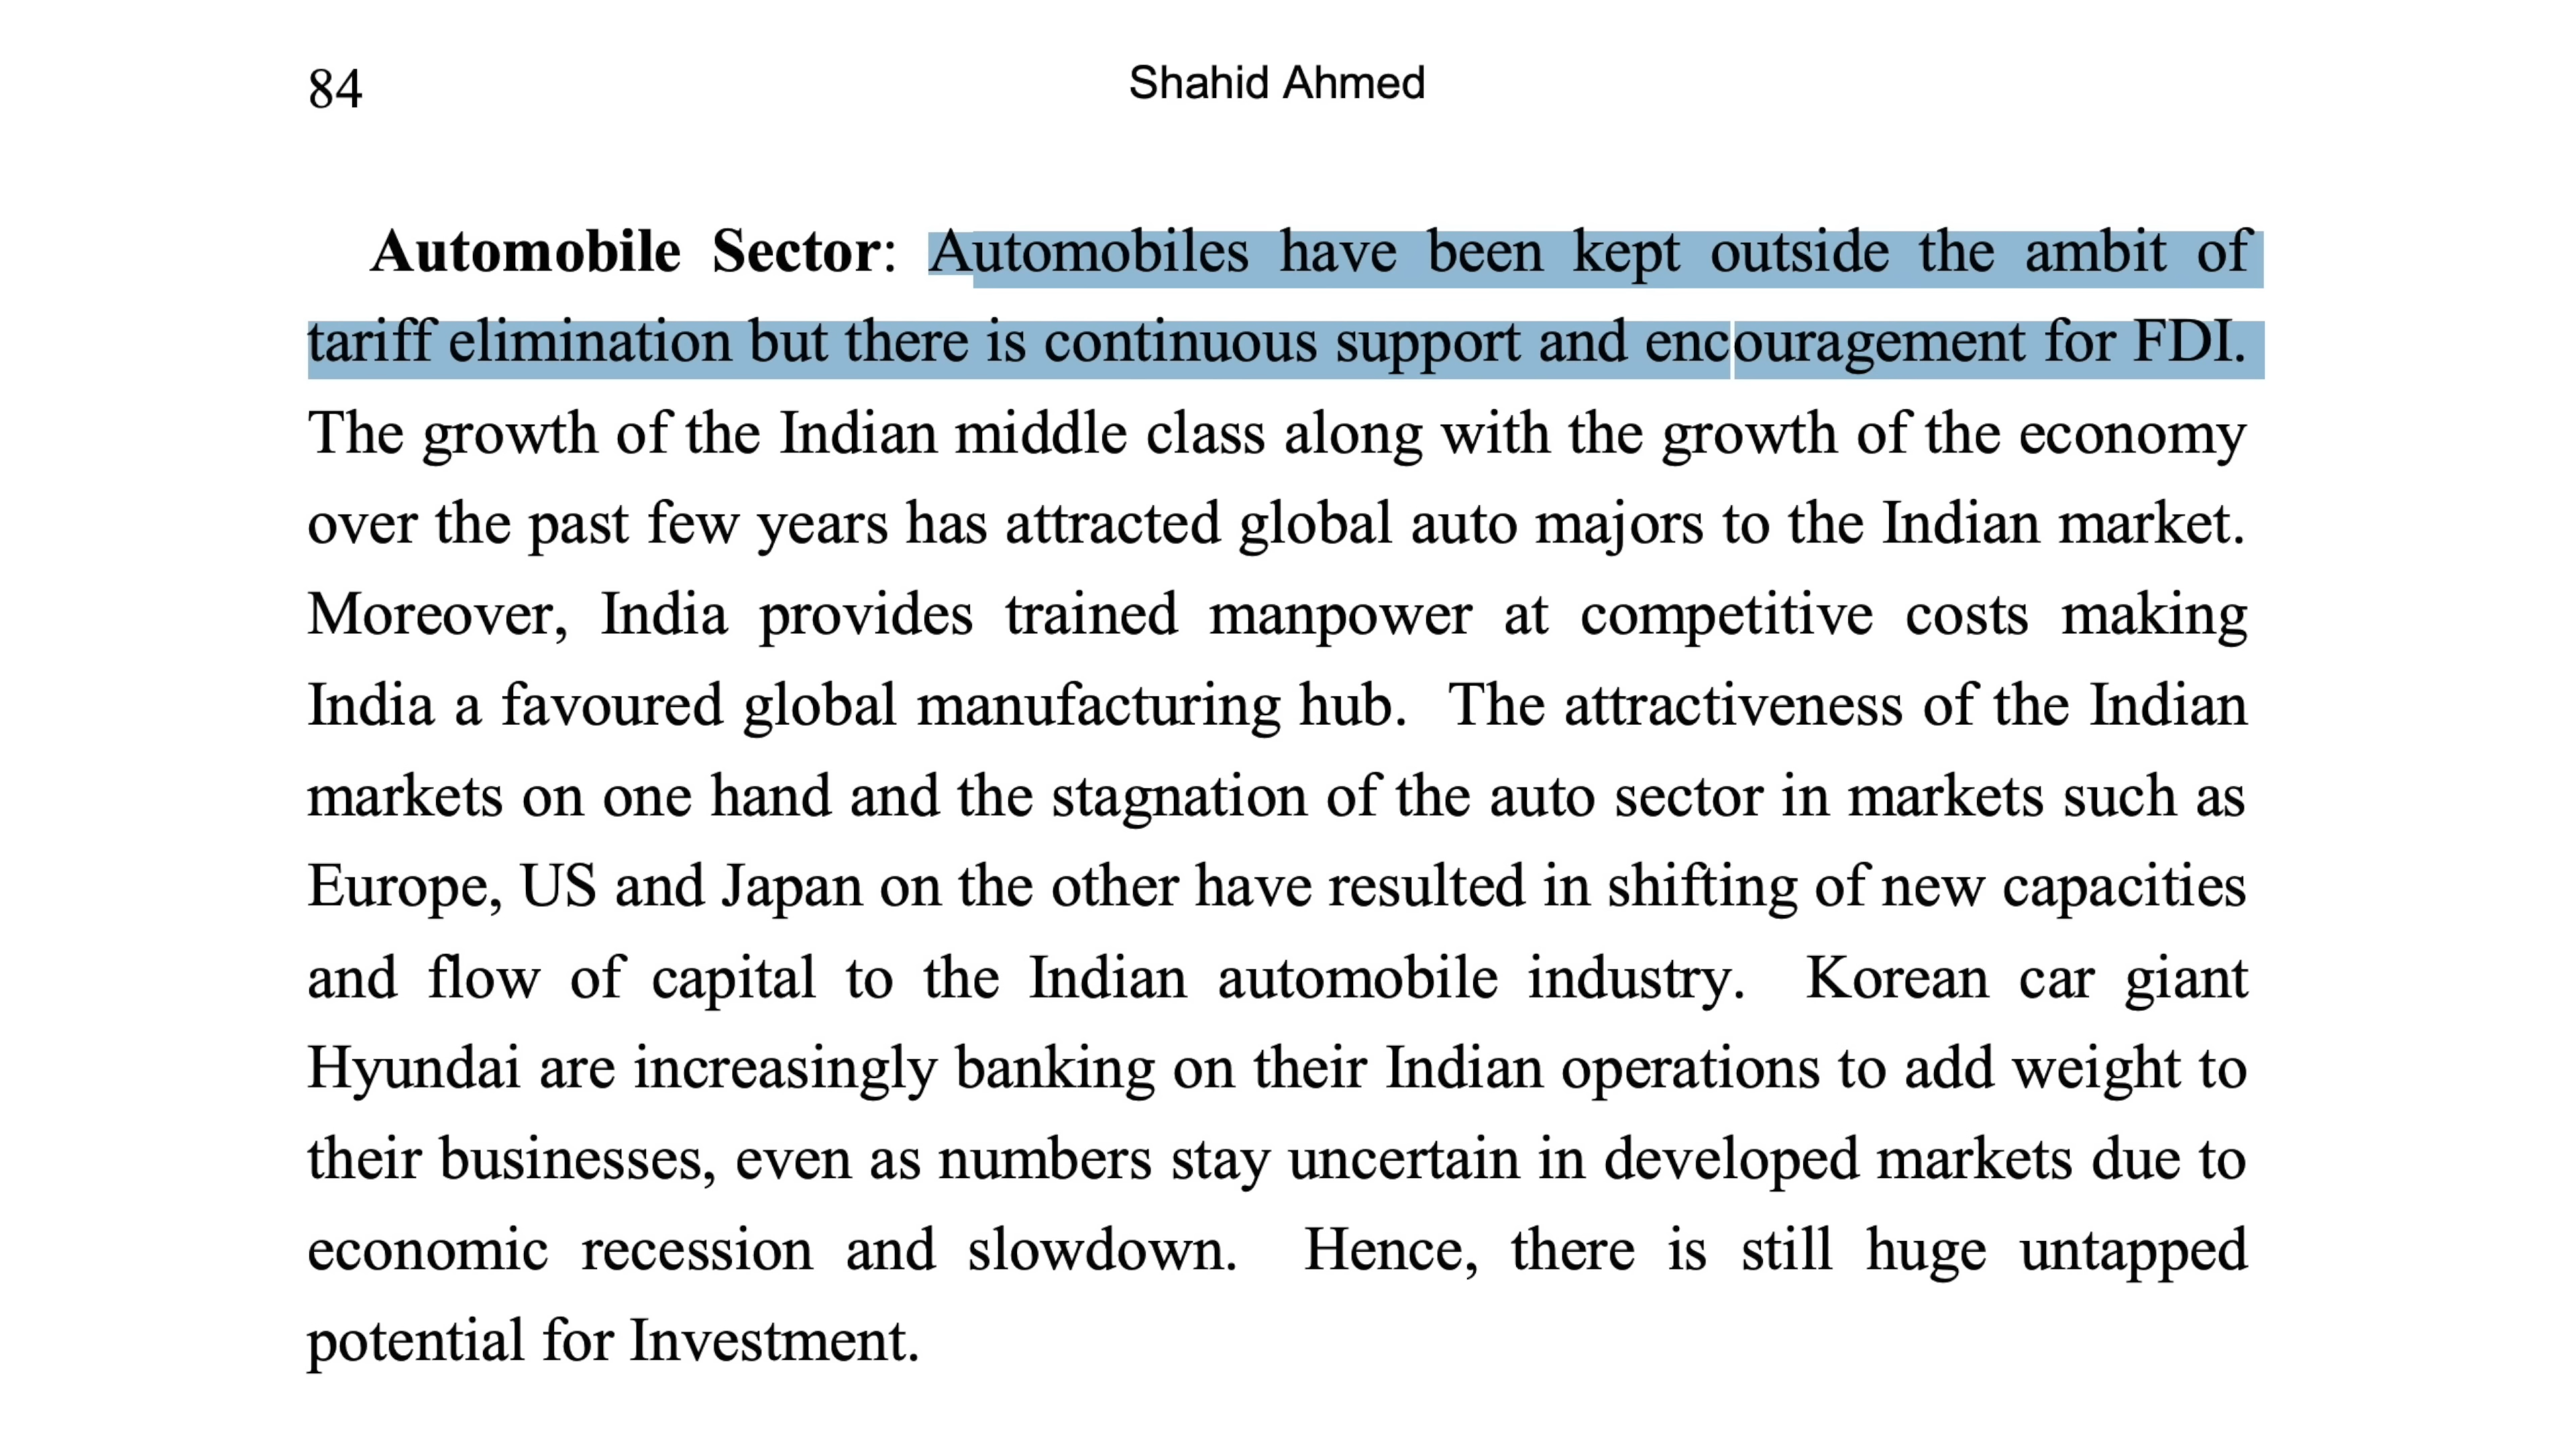 84
Shahid Ahmed
Automobile Sector: Automobiles have been kept outside the ambit of
tariff elimination but there is continuous support and encouragement for FDI.
The growth of the Indian middle class along with the growth of the economy
over the past few years has attracted global auto majors to the Indian market.
Moreover, India provides trained manpower at competitive costs making
India a favoured global manufacturing hub.  The attractiveness of the Indian
markets on one hand and the stagnation of the auto sector in markets such as
Europe, US and Japan on the other have resulted in shifting of new capacities
and flow of capital to the Indian automobile industry.  Korean car giant
Hyundai are increasingly banking on their Indian operations to add weight to
their businesses, even as numbers stay uncertain in developed markets due to
economic recession and slowdown.  Hence, there is still huge untapped
potential for Investment.